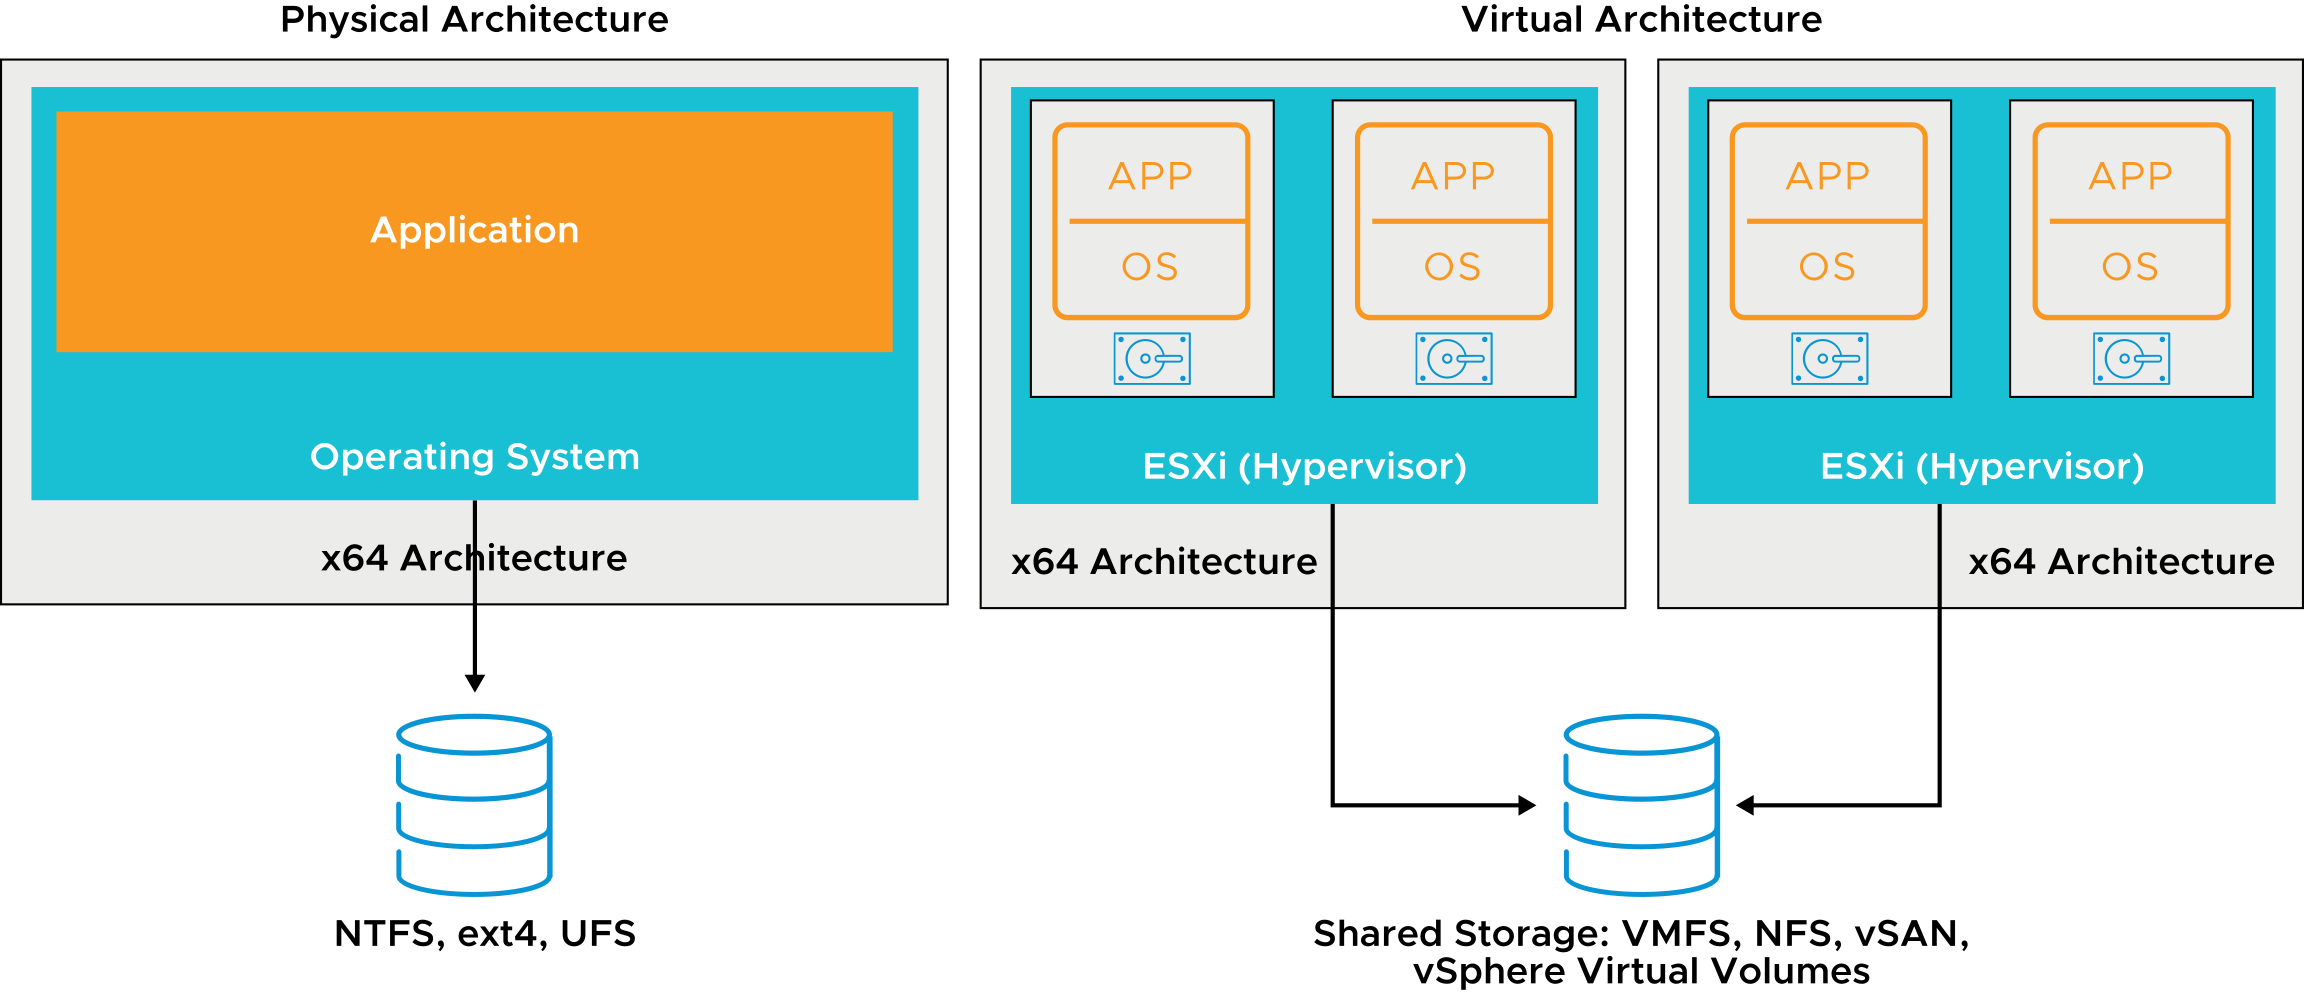 Physical Architecture
Application
Operating System
x64 Architecture
NTFS, ext4, UFS
Virtual Architecture
APP
OS
APP
OS
ESXi (Hypervisor)
x64 Architecture
APP
OS
APP
OS
ESXi (Hypervisor)
x64 Architecture
Shared Storage: VMFS, NFS, vSAN,
vSphere Virtual Volumes